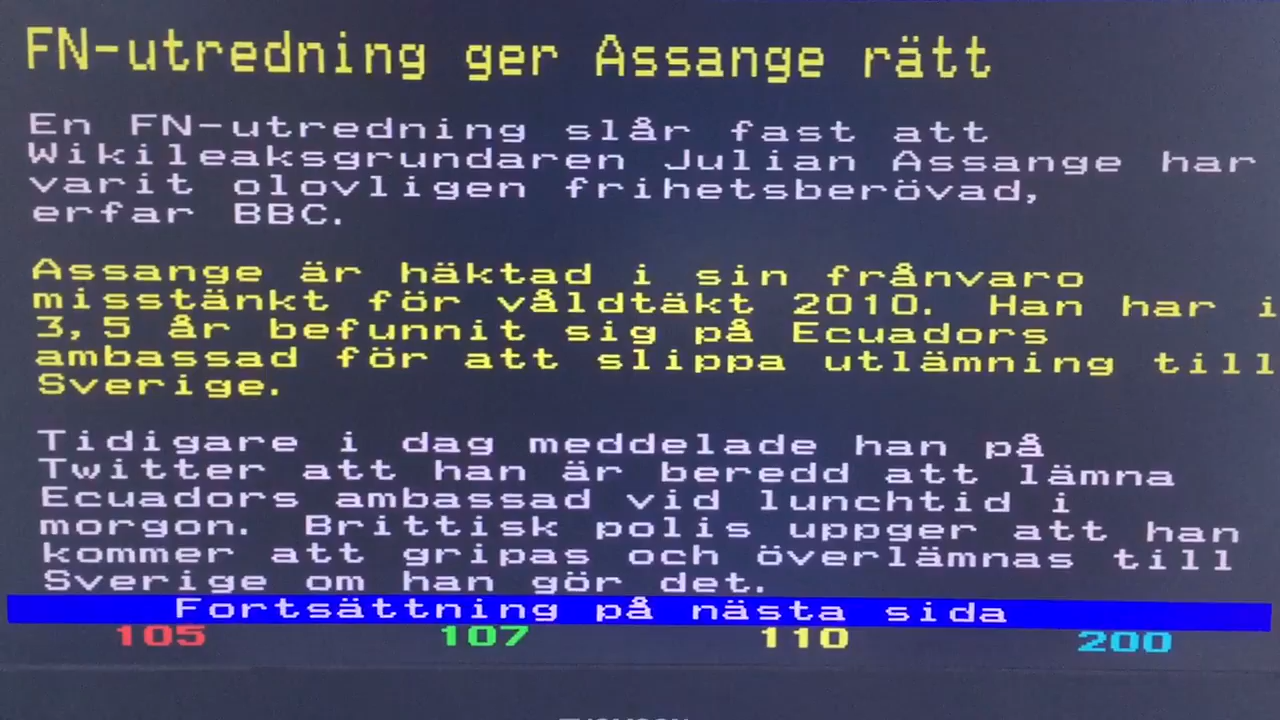 FN-utredning ger Assange rätt
En FN-utredning slår fast att
Wikileaksgrundaren Julian Assange har
varit olovligen frihetsberövad,
erfar BBC.
Assange är häktad i sin frånvaro
misstänkt för våldtäkt 2010. Han har i
3,5 år befunnit sig på Ecuadors
ambassad för att slippa utlämning till
Sverige.
Tidigare i dag meddelade han på
Twitter att han är beredd att lämna
Ecuadors ambassad vid lunchtid i
morgon. Brittisk polis uppger att han
kommer att gripas och överlämnas till
Sverige om han gör det.
Fortsättning på nästa sida
105 107 110 200